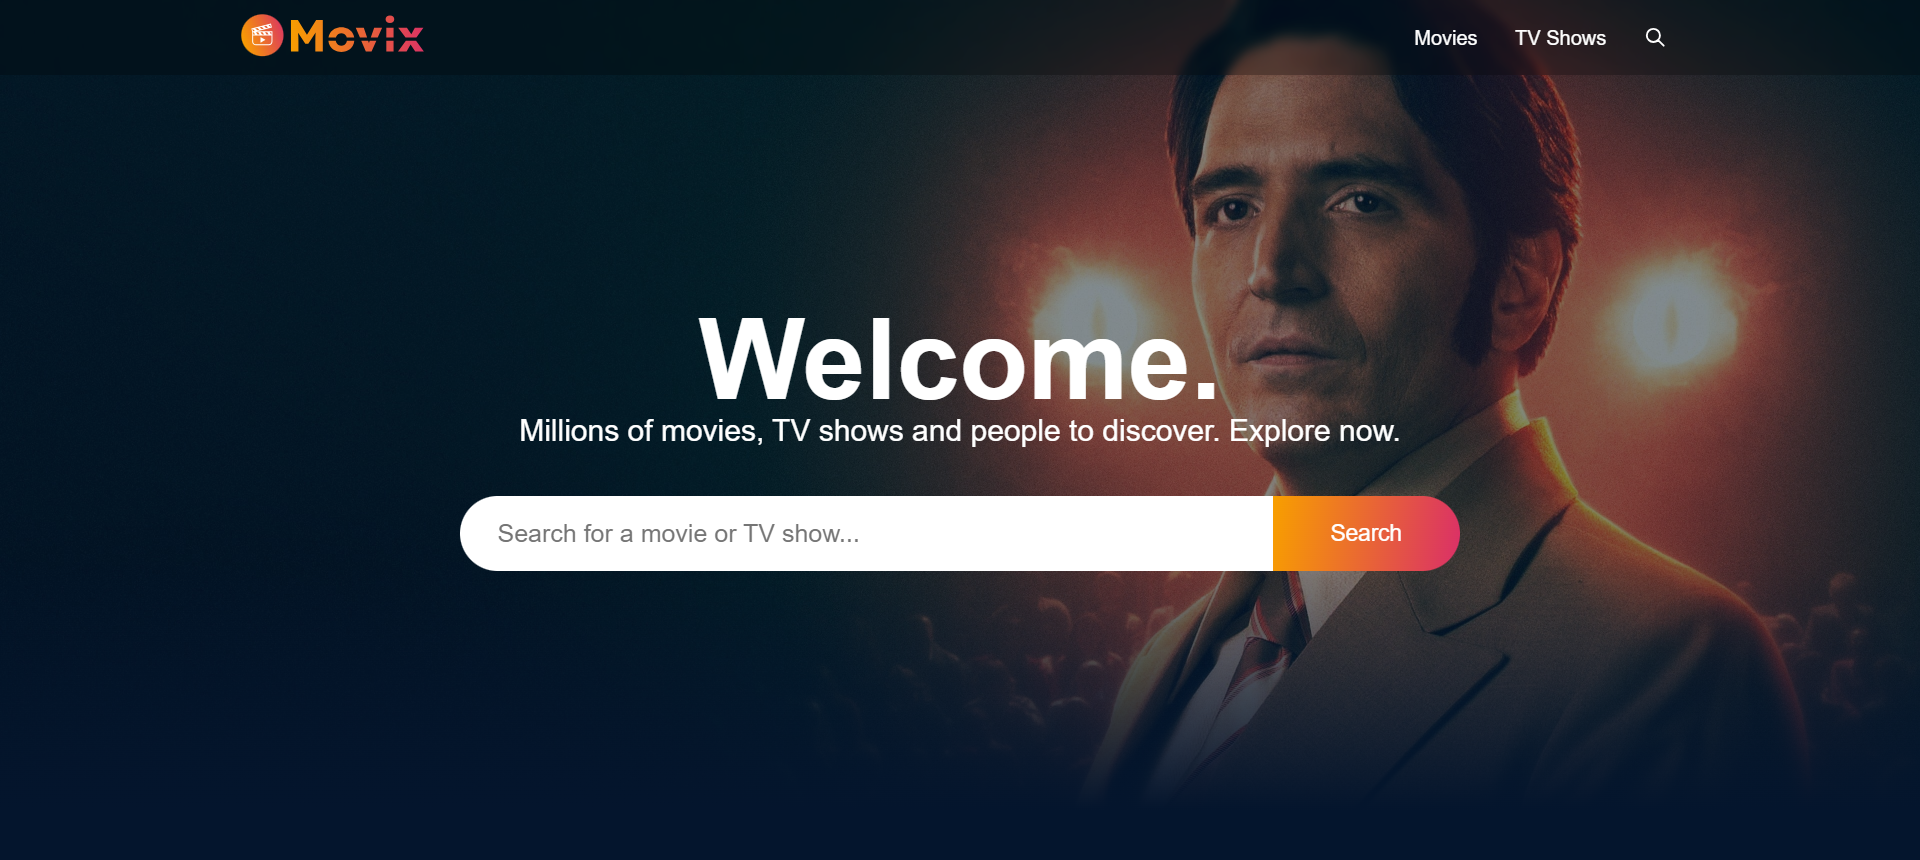 Movix
Movies
TV Shows
Welcome.
Millions of movies, TV shows and people to discover. Explore now.
Search for a movie or TV show...
Search